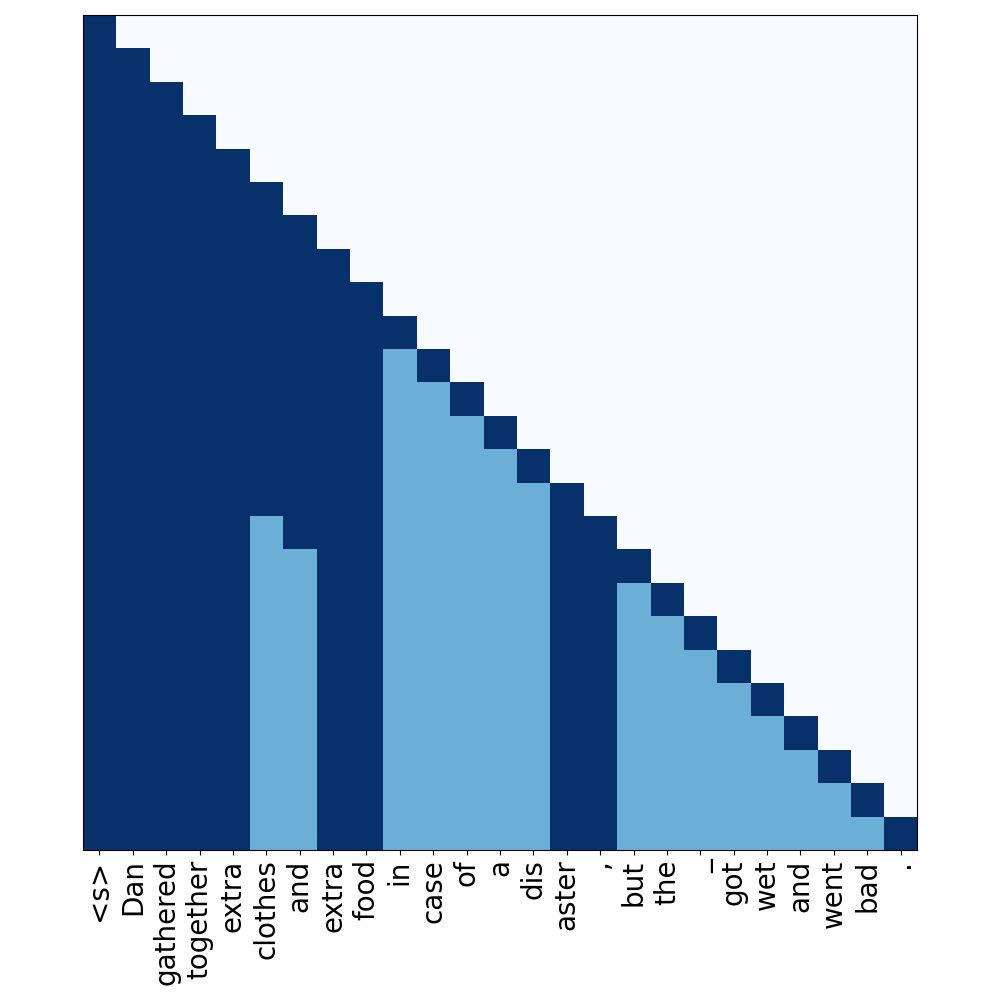 <s> Dan gathered together extra clothes and extra food in case of a dis aster , but the _ got wet and went bad .